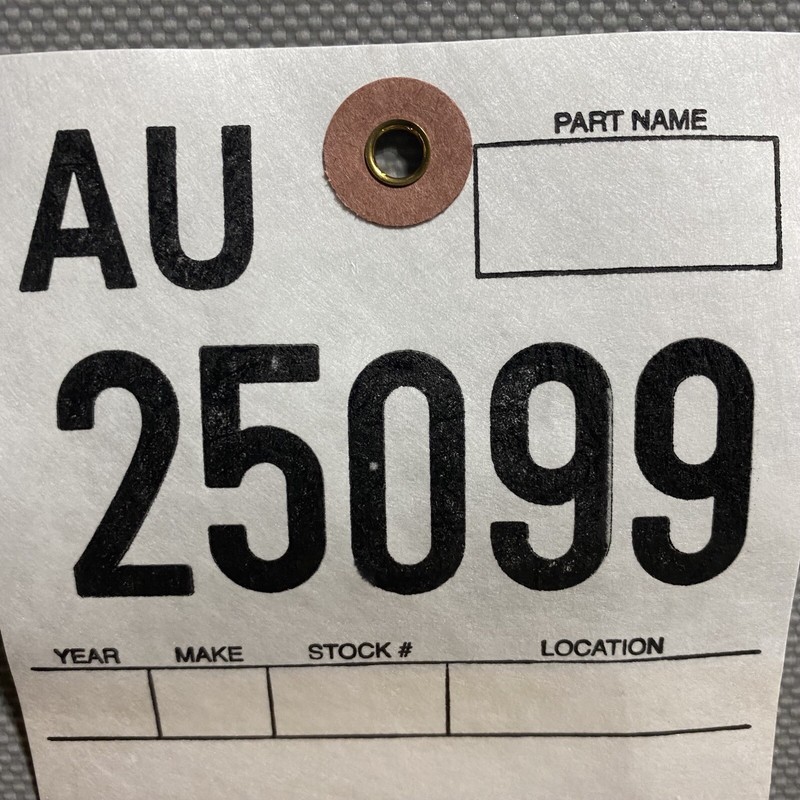 AU
PART NAME
25099
YEAR MAKE STOCK # LOCATION